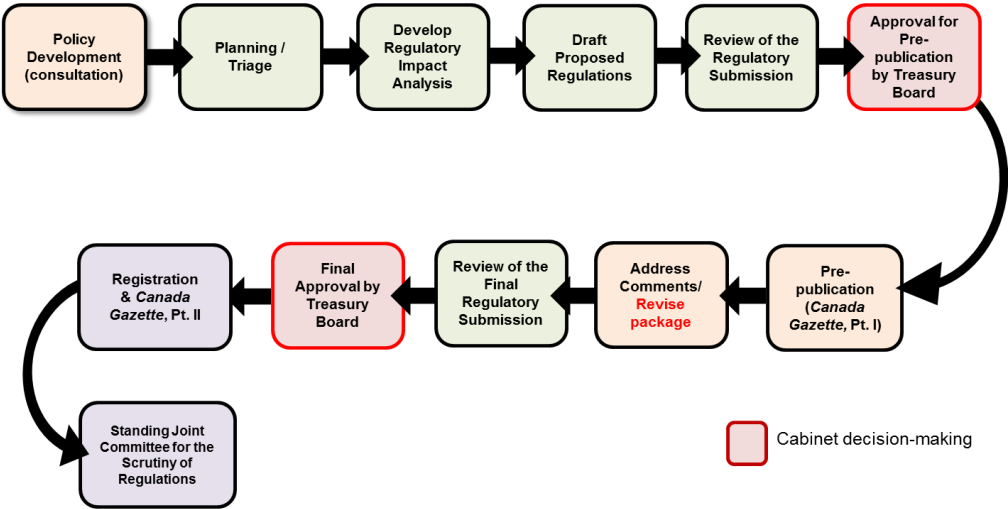 Policy
Development
(consultation)
Planning /
Triage
Develop
Regulatory
Impact
Analysis
Draft
Proposed
Regulations
Review of the
Regulatory
Submission
Approval for
Pre-
publication
by Treasury
Board
Pre-
publication
(Canada
Gazette, Pt. I)
Address
Comments/
Revise
package
Review of the
Final
Regulatory
Submission
Final
Approval by
Treasury
Board
Registration
& Canada
Gazette, Pt. II
Standing Joint
Committee for the
Scrutiny of
Regulations
Cabinet decision-making